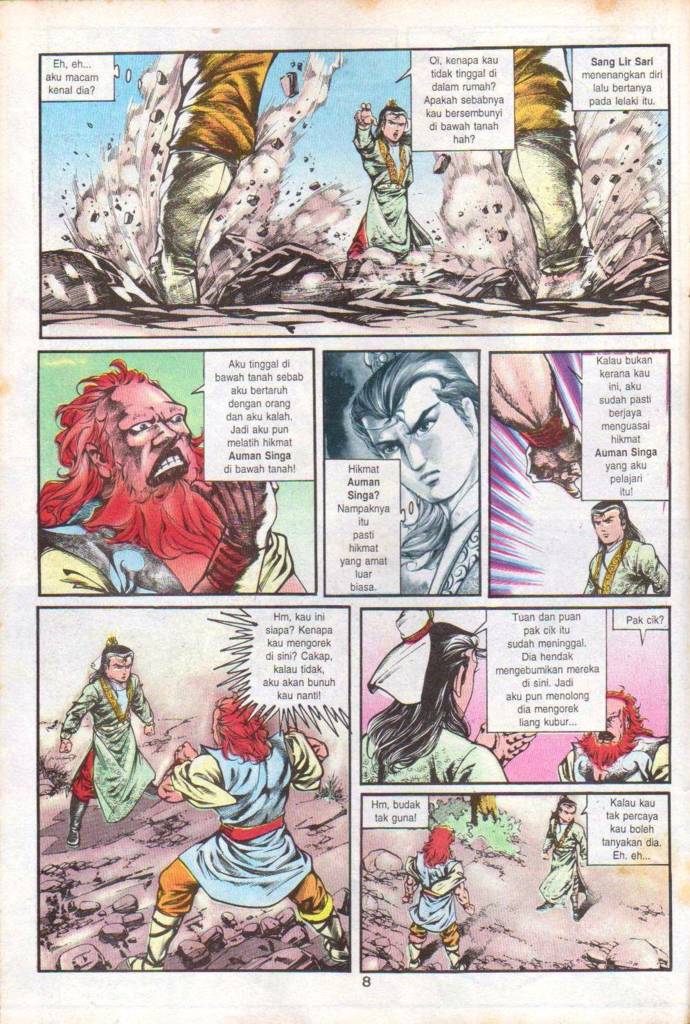 Eh, eh...
aku macam
kenal dia?
Oi, kenapa kau
tidak tinggal di
dalam rumah?
Apakah sebabnya
kau bersembunyi
di bawah tanah
hah?
Sang Lir Sari
menenangkan diri
lalu bertanya
pada lelaki itu.
Aku tinggal di
bawah tanah sebab
aku bertaruh
dengan orang
dan aku kalah.
Jadi aku pun
melatih hikmat
Auman Singa
di bawah tanah!
Hikmat
Auman
Singa?
Nampaknya
itu
pasti
hikmat
yang amat
luar
biasa.
Kalau bukan
kerana kau
ini, aku
sudah pasti
berjaya
menguasai
hikmat
Auman Singa
yang aku
pelajari
itu!
Hm, kau ini
siapa? Kenapa
kau mengorek
di sini? Cakap,
kalau tidak,
aku akan bunuh
kau nanti!
Tuan dan puan
pak cik itu
sudah meninggal.
Dia hendak
mengebumikan mereka
di sini. Jadi
aku pun menolong
dia mengorek
liang kubur...
Pak cik?
Hm, budak
tak guna!
Kalau kau
tak percaya
kau boleh
tanyakan dia.
Eh, eh...
8